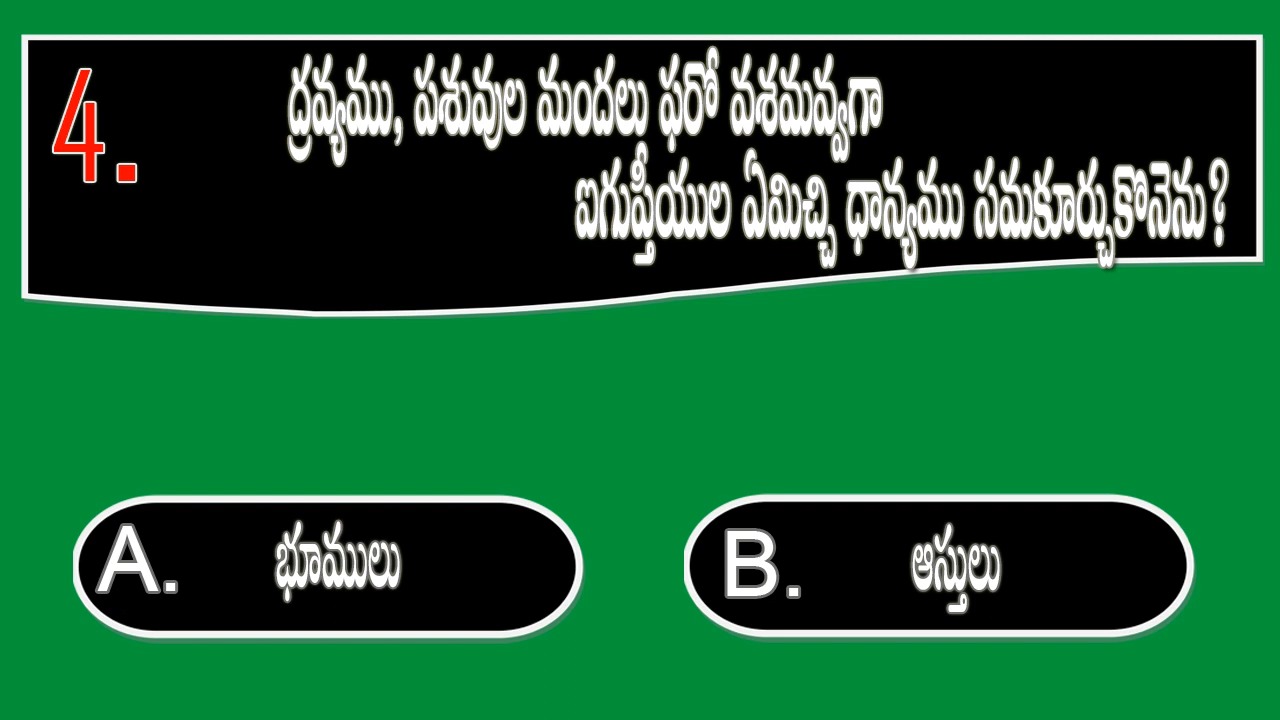 4. ద్రవ్యము, పశువుల మందలు ఫరో వశమవ్వగా
ఐగుప్తీయుల ఏమిచ్చి ధాన్యము సమకూర్చుకొనెను?
A. భూములు
B. ఆస్తులు